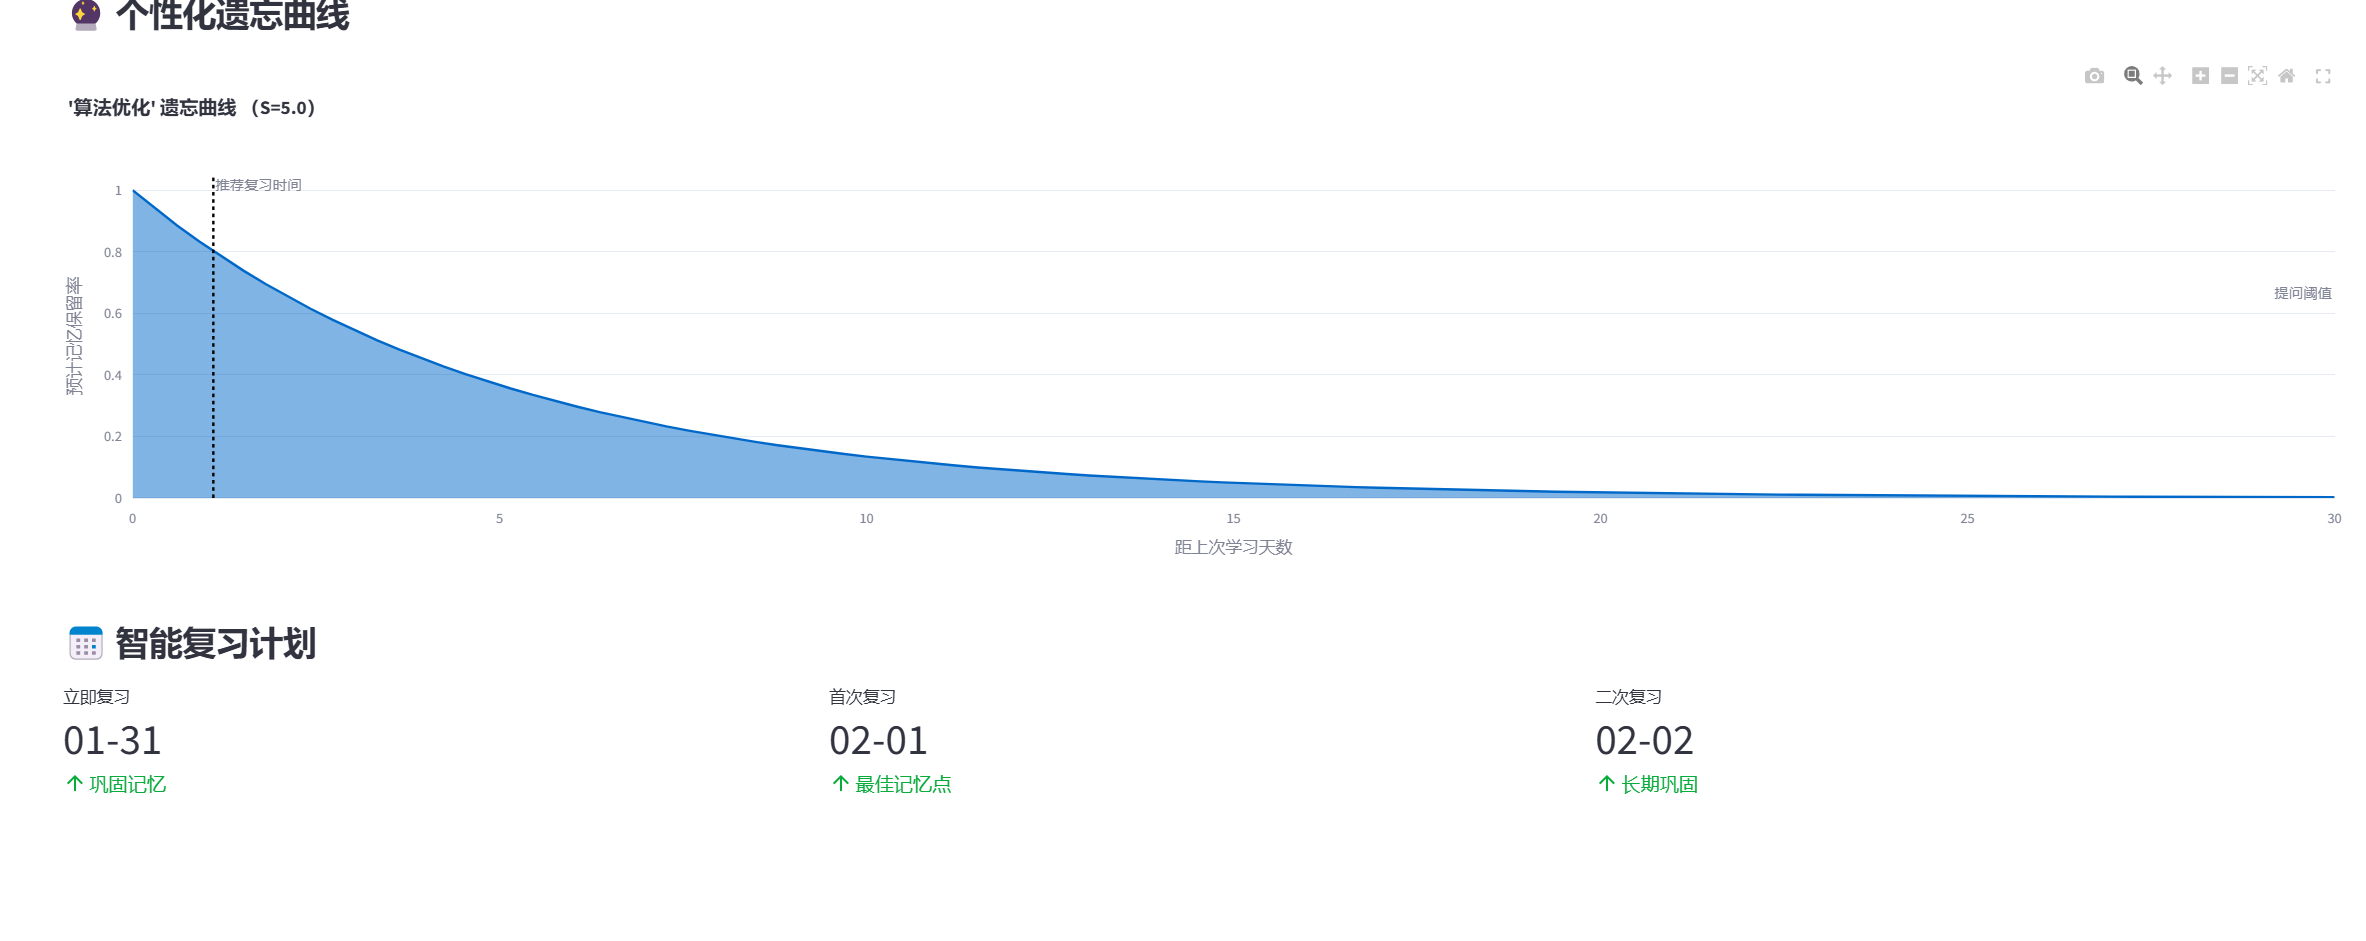 个性化遗忘曲线
'算法优化' 遗忘曲线 （S=5.0）
推荐复习时间
提问阈值
预计记忆保留率
1
0.8
0.6
0.4
0.2
0
0 5 10 15 20 25 30
距上次学习天数
智能复习计划
立即复习 首次复习 二次复习
01-31 02-01 02-02
↑ 巩固记忆 ↑ 最佳记忆点 ↑ 长期巩固